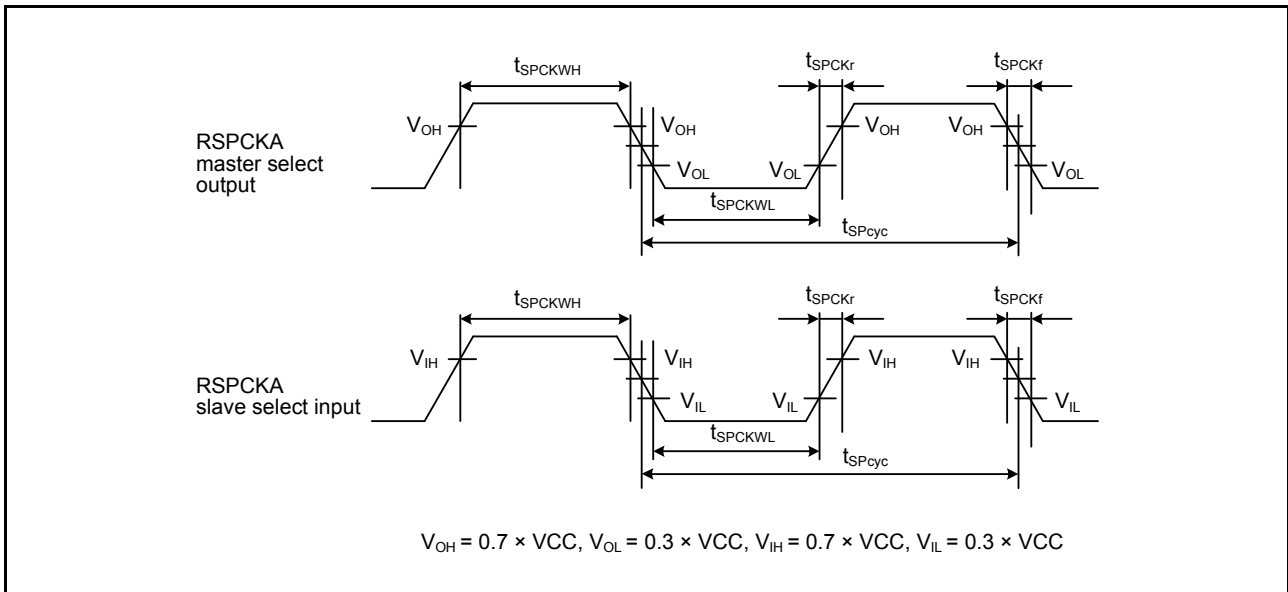 tSPCKWH
tSPCKr
tSPCKf
VOH
VOH
VOH
VOH
RSPCKA
master select
output
VOL
VOL
VOL
tSPCKWL
tSPcyc
tSPCKWH
tSPCKr
tSPCKf
VIH
VIH
VIH
VIH
RSPCKA
slave select input
VIL
VIL
VIL
tSPCKWL
tSPcyc
VOH = 0.7 × VCC, VOL = 0.3 × VCC, VIH = 0.7 × VCC, VIL = 0.3 × VCC